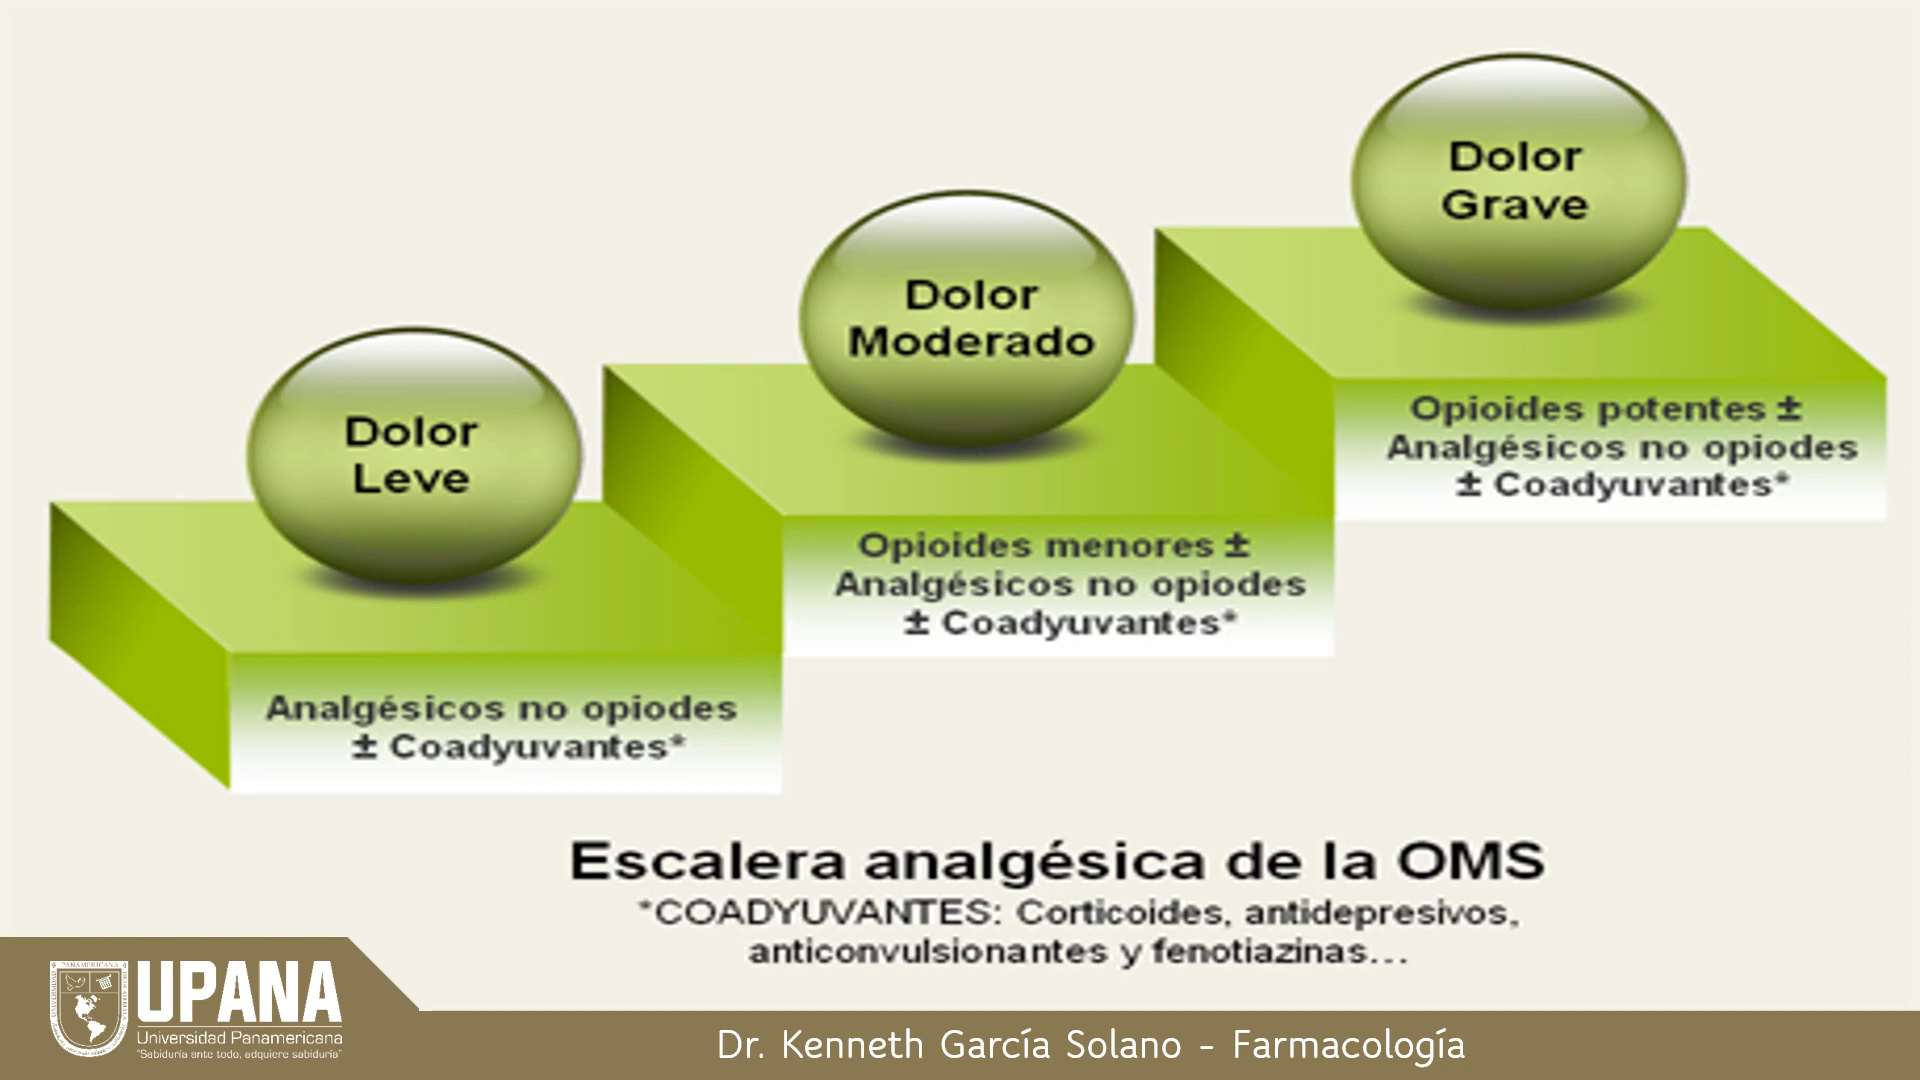 Dolor
Leve
Analgésicos no opiodes
± Coadyuvantes*
Dolor
Moderado
Opioides menores ±
Analgésicos no opiodes
± Coadyuvantes*
Dolor
Grave
Opioides potentes ±
Analgésicos no opiodes
± Coadyuvantes*
Escalera analgésica de la OMS
*COADYUVANTES: Corticoides, antidepresivos,
anticonvulsionantes y fenotiazinas...
UPANA
Universidad Panamericana
"Sabiduría ante todo, adquiere sabiduría"
Dr. Kenneth García Solano - Farmacología